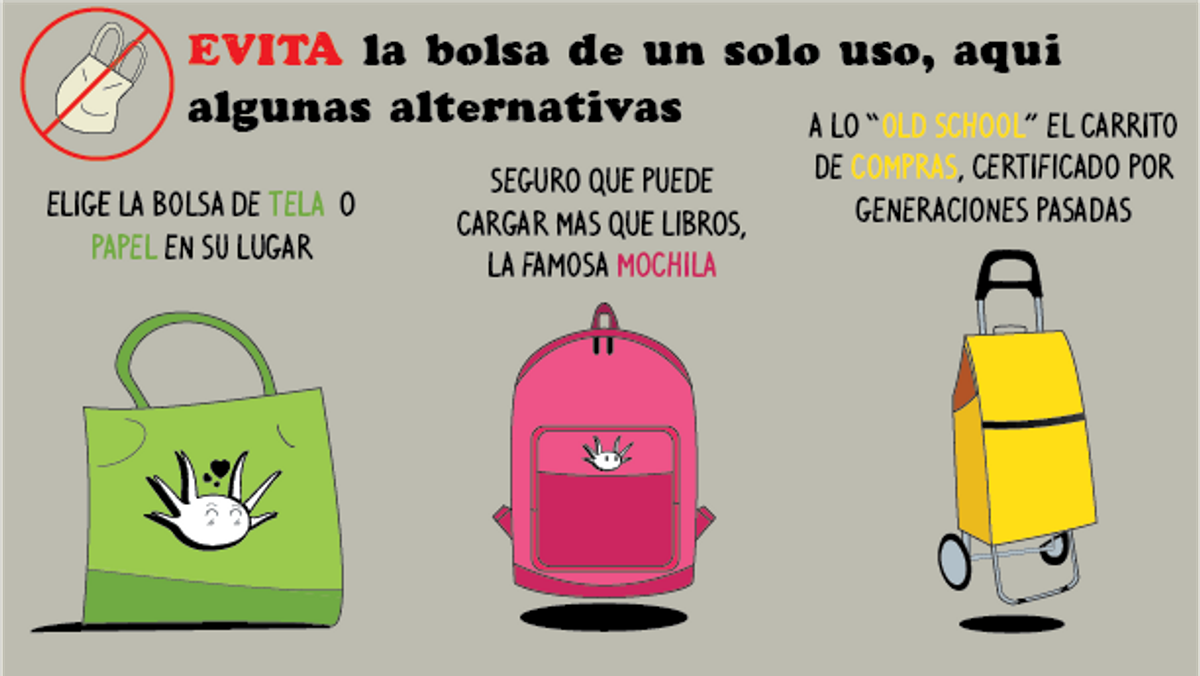 EVITA la bolsa de un solo uso, aqui
algunas alternativas
ELIGE LA BOLSA DE TELA O
PAPEL EN SU LUGAR
SEGURO QUE PUEDE
CARGAR MAS QUE LIBROS,
LA FAMOSA MOCHILA
A LO “OLD SCHOOL” EL CARRITO
DE COMPRAS, CERTIFICADO POR
GENERACIONES PASADAS